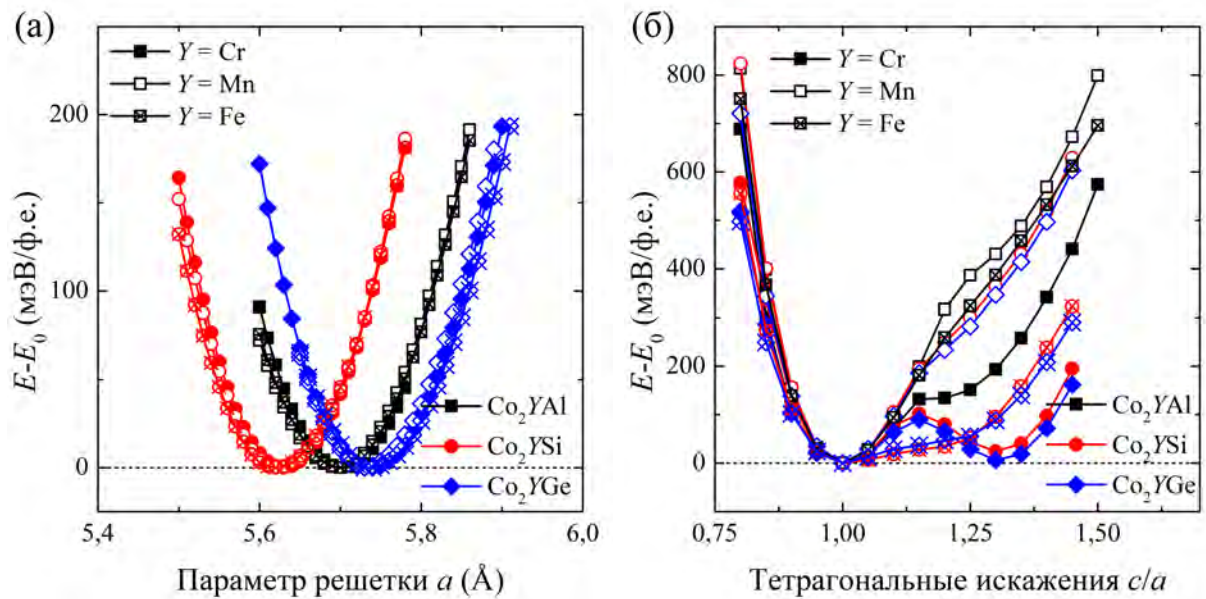 (а)
Y = Cr
Y = Mn
Y = Fe
Co2YAl
Co2YSi
Co2YGe
E-E0 (мэВ/ф.е.)
200
100
0
5,4 5,6 5,8 6,0
Параметр решетки a (Å)
(б)
Y = Cr
Y = Mn
Y = Fe
Co2YAl
Co2YSi
Co2YGe
E-E0 (мэВ/ф.е.)
800
600
400
200
0
0,75 1,00 1,25 1,50
Тетрагональные искажения c/a